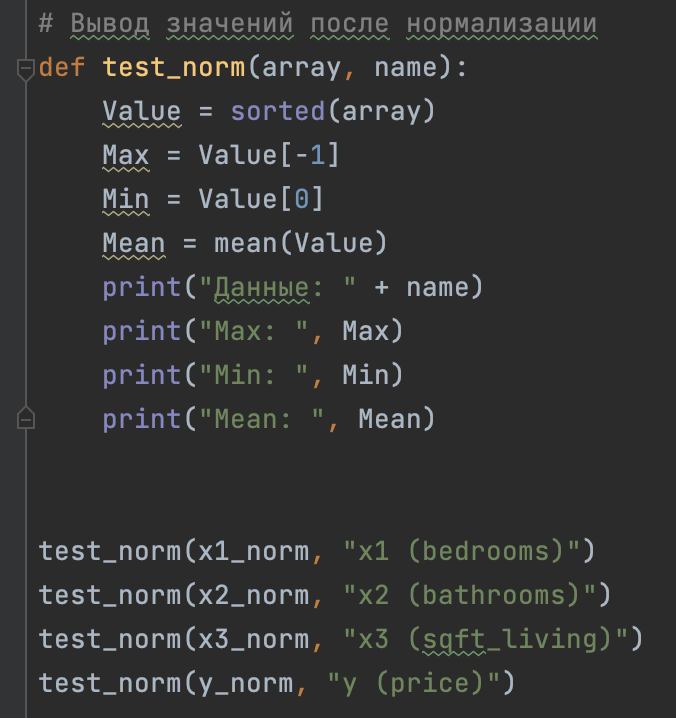 # Вывод значений после нормализации
def test_norm(array, name):
    Value = sorted(array)
    Max = Value[-1]
    Min = Value[0]
    Mean = mean(Value)
    print("Данные: " + name)
    print("Max: ", Max)
    print("Min: ", Min)
    print("Mean: ", Mean)
test_norm(x1_norm, "x1 (bedrooms)")
test_norm(x2_norm, "x2 (bathrooms)")
test_norm(x3_norm, "x3 (sqft_living)")
test_norm(y_norm, "y (price)")